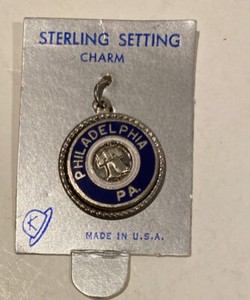 STERLING SETTING
CHARM
PHILADELPHIA
PA.
K
MADE IN U.S.A.